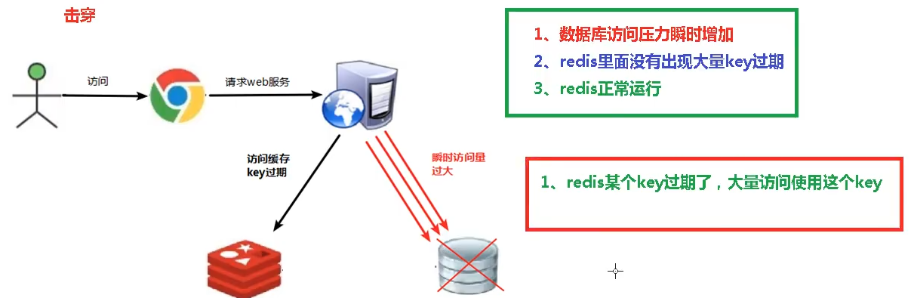 击穿
访问
请求web服务
访问缓存
key过期
瞬时访问量
过大
1、数据库访问压力瞬时增加
2、redis里面没有出现大量key过期
3、redis正常运行
1、redis某个key过期了，大量访问使用这个key